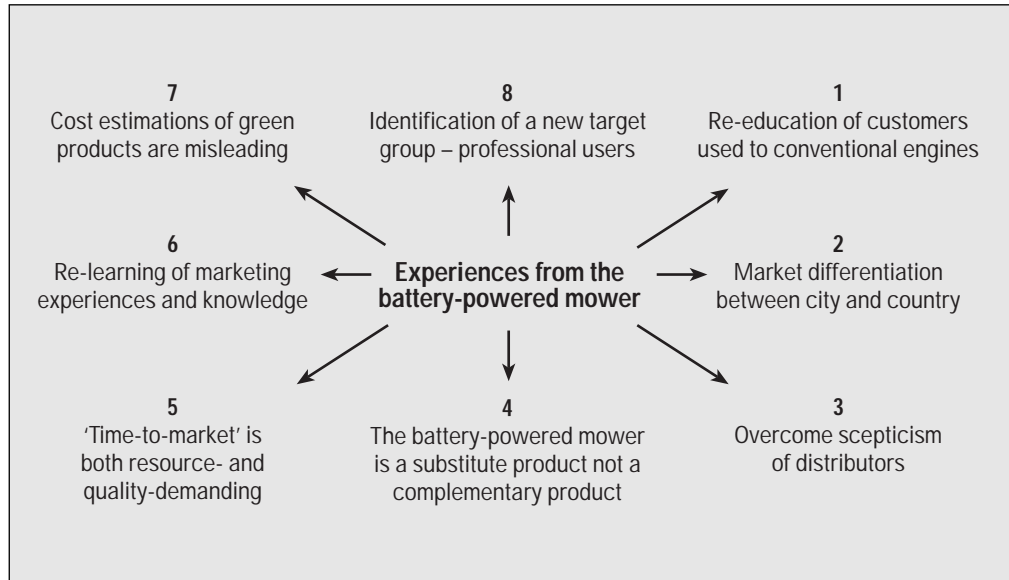 7
Cost estimations of green
products are misleading
8
Identification of a new target
group – professional users
1
Re-education of customers
used to conventional engines
6
Re-learning of marketing
experiences and knowledge
Experiences from the
battery-powered mower
2
Market differentiation
between city and country
5
‘Time-to-market’ is
both resource- and
quality-demanding
4
The battery-powered mower
is a substitute product not a
complementary product
3
Overcome scepticism
of distributors